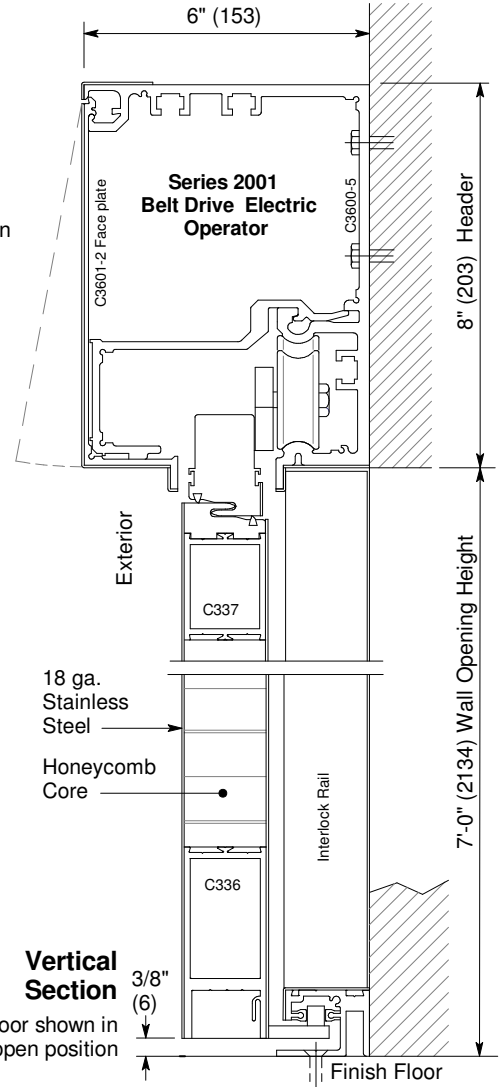 6" (153)
Series 2001
Belt Drive Electric
Operator
C3601-2 Face plate
C3600-5
8" (203) Header
n
Exterior
C337
18 ga.
Stainless
Steel
Honeycomb
Core
Interlock Rail
7'-0" (2134) Wall Opening Height
C336
Vertical
Section
3/8"
(6)
oor shown in
open position
Finish Floor